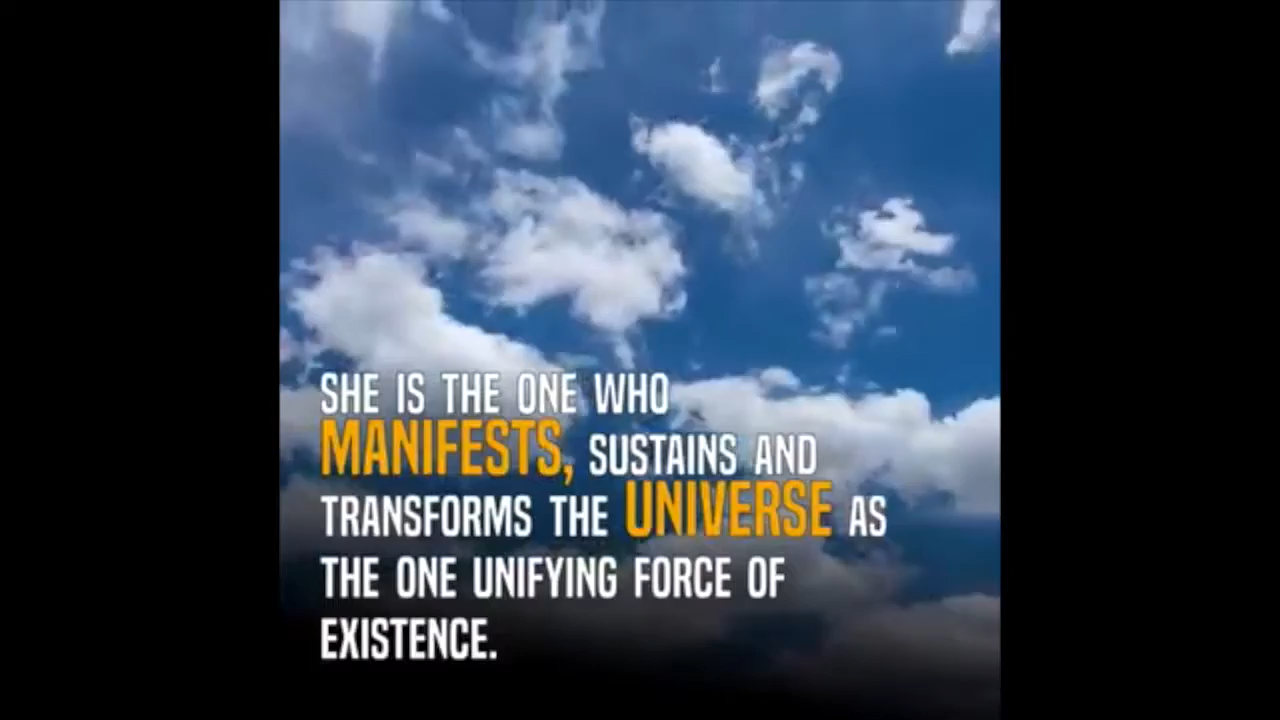 SHE IS THE ONE WHO
MANIFESTS, SUSTAINS AND
TRANSFORMS THE UNIVERSE AS
THE ONE UNIFYING FORCE OF
EXISTENCE.